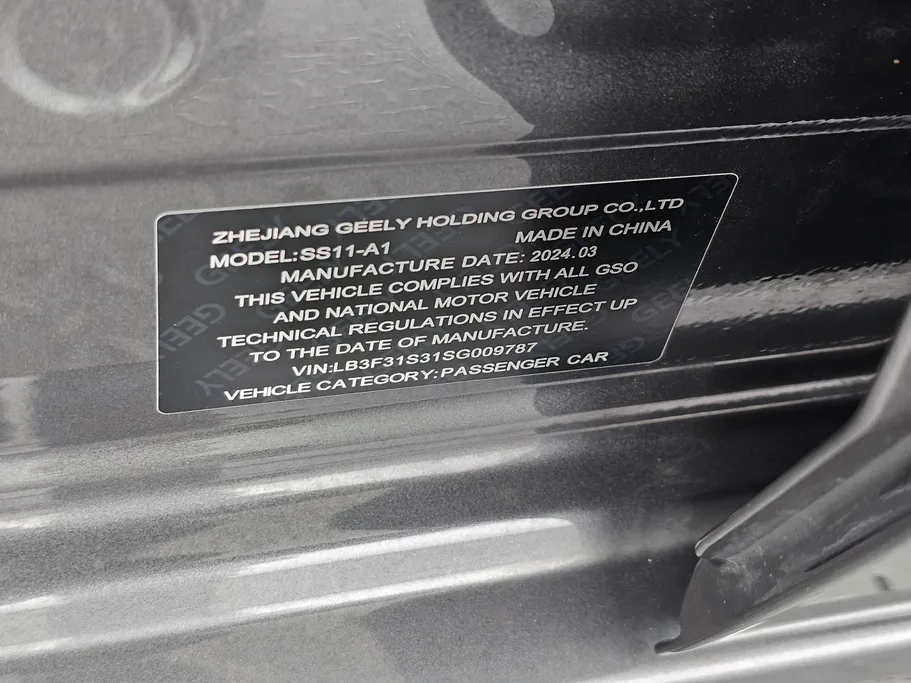 ZHEJIANG GEELY HOLDING GROUP CO.,LTD
MODEL:SS11-A1 MADE IN CHINA
MANUFACTURE DATE: 2024.03
THIS VEHICLE COMPLIES WITH ALL GSO
AND NATIONAL MOTOR VEHICLE
TECHNICAL REGULATIONS IN EFFECT UP
TO THE DATE OF MANUFACTURE.
VIN:LB3F31S31SG009787
VEHICLE CATEGORY:PASSENGER CAR